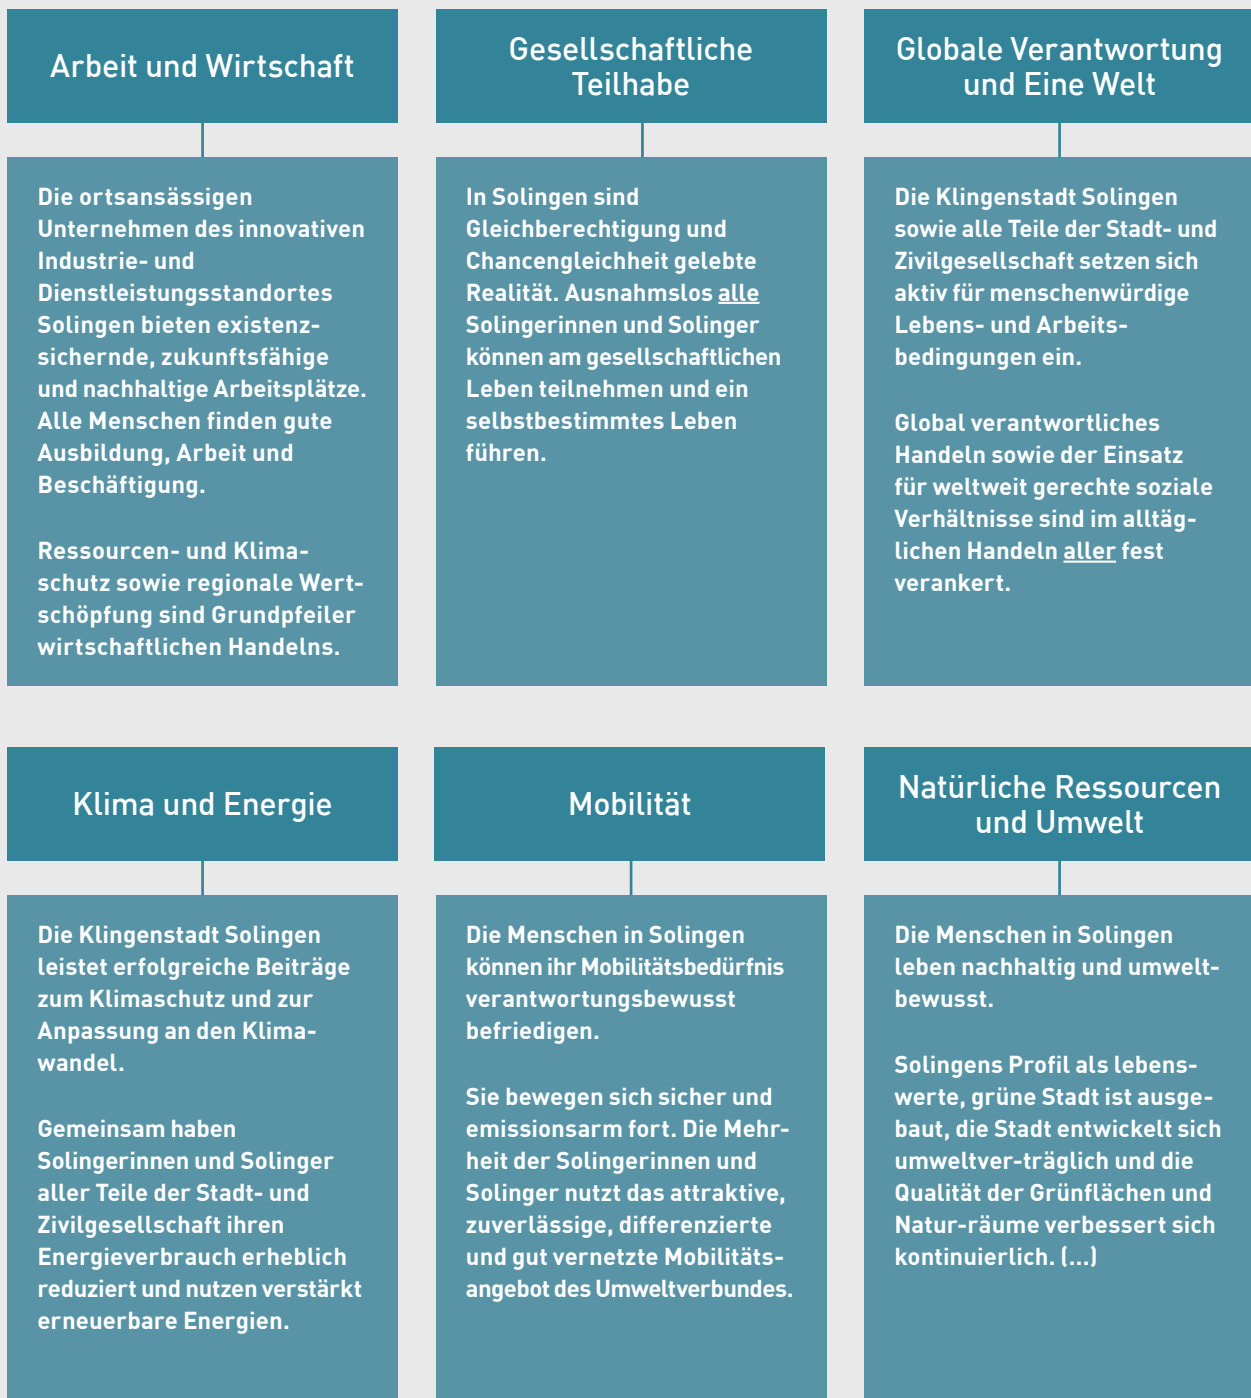 Arbeit und Wirtschaft
Die ortsansässigen
Unternehmen des innovativen
Industrie- und
Dienstleistungsstandortes
Solingen bieten existenz-
sichernde, zukunftsfähige
und nachhaltige Arbeitsplätze.
Alle Menschen finden gute
Ausbildung, Arbeit und
Beschäftigung.
Ressourcen- und Klima-
schutz sowie regionale Wert-
schöpfung sind Grundpfeiler
wirtschaftlichen Handelns.
Gesellschaftliche
Teilhabe
In Solingen sind
Gleichberechtigung und
Chancengleichheit gelebte
Realität. Ausnahmslos alle
Solingerinnen und Solinger
können am gesellschaftlichen
Leben teilnehmen und ein
selbstbestimmtes Leben
führen.
Globale Verantwortung
und Eine Welt
Die Klingenstadt Solingen
sowie alle Teile der Stadt- und
Zivilgesellschaft setzen sich
aktiv für menschenwürdige
Lebens- und Arbeits-
bedingungen ein.
Global verantwortliches
Handeln sowie der Einsatz
für weltweit gerechte soziale
Verhältnisse sind im alltäg-
lichen Handeln aller fest
verankert.
Klima und Energie
Die Klingenstadt Solingen
leistet erfolgreiche Beiträge
zum Klimaschutz und zur
Anpassung an den Klima-
wandel.
Gemeinsam haben
Solingerinnen und Solinger
aller Teile der Stadt- und
Zivilgesellschaft ihren
Energieverbrauch erheblich
reduziert und nutzen verstärkt
erneuerbare Energien.
Mobilität
Die Menschen in Solingen
können ihr Mobilitätsbedürfnis
verantwortungsbewusst
befriedigen.
Sie bewegen sich sicher und
emissionsarm fort. Die Mehr-
heit der Solingerinnen und
Solinger nutzt das attraktive,
zuverlässige, differenzierte
und gut vernetzte Mobilitäts-
angebot des Umweltverbundes.
Natürliche Ressourcen
und Umwelt
Die Menschen in Solingen
leben nachhaltig und umwelt-
bewusst.
Solingens Profil als lebens-
werte, grüne Stadt ist ausge-
baut, die Stadt entwickelt sich
umweltver-träglich und die
Qualität der Grünflächen und
Natur-räume verbessert sich
kontinuierlich. (...)